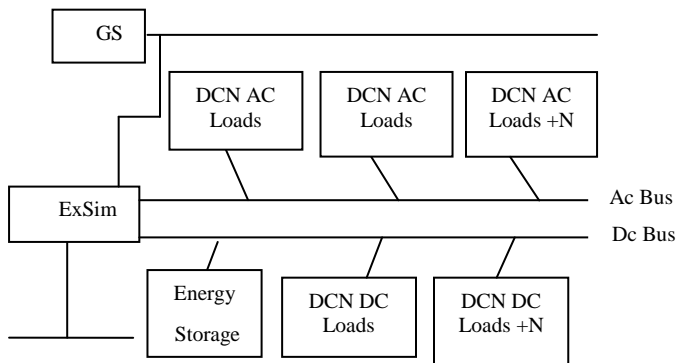 GS
DCN AC
Loads
DCN AC
Loads
DCN AC
Loads +N
Ac Bus
ExSim
Dc Bus
Energy
Storage
DCN DC
Loads
DCN DC
Loads +N